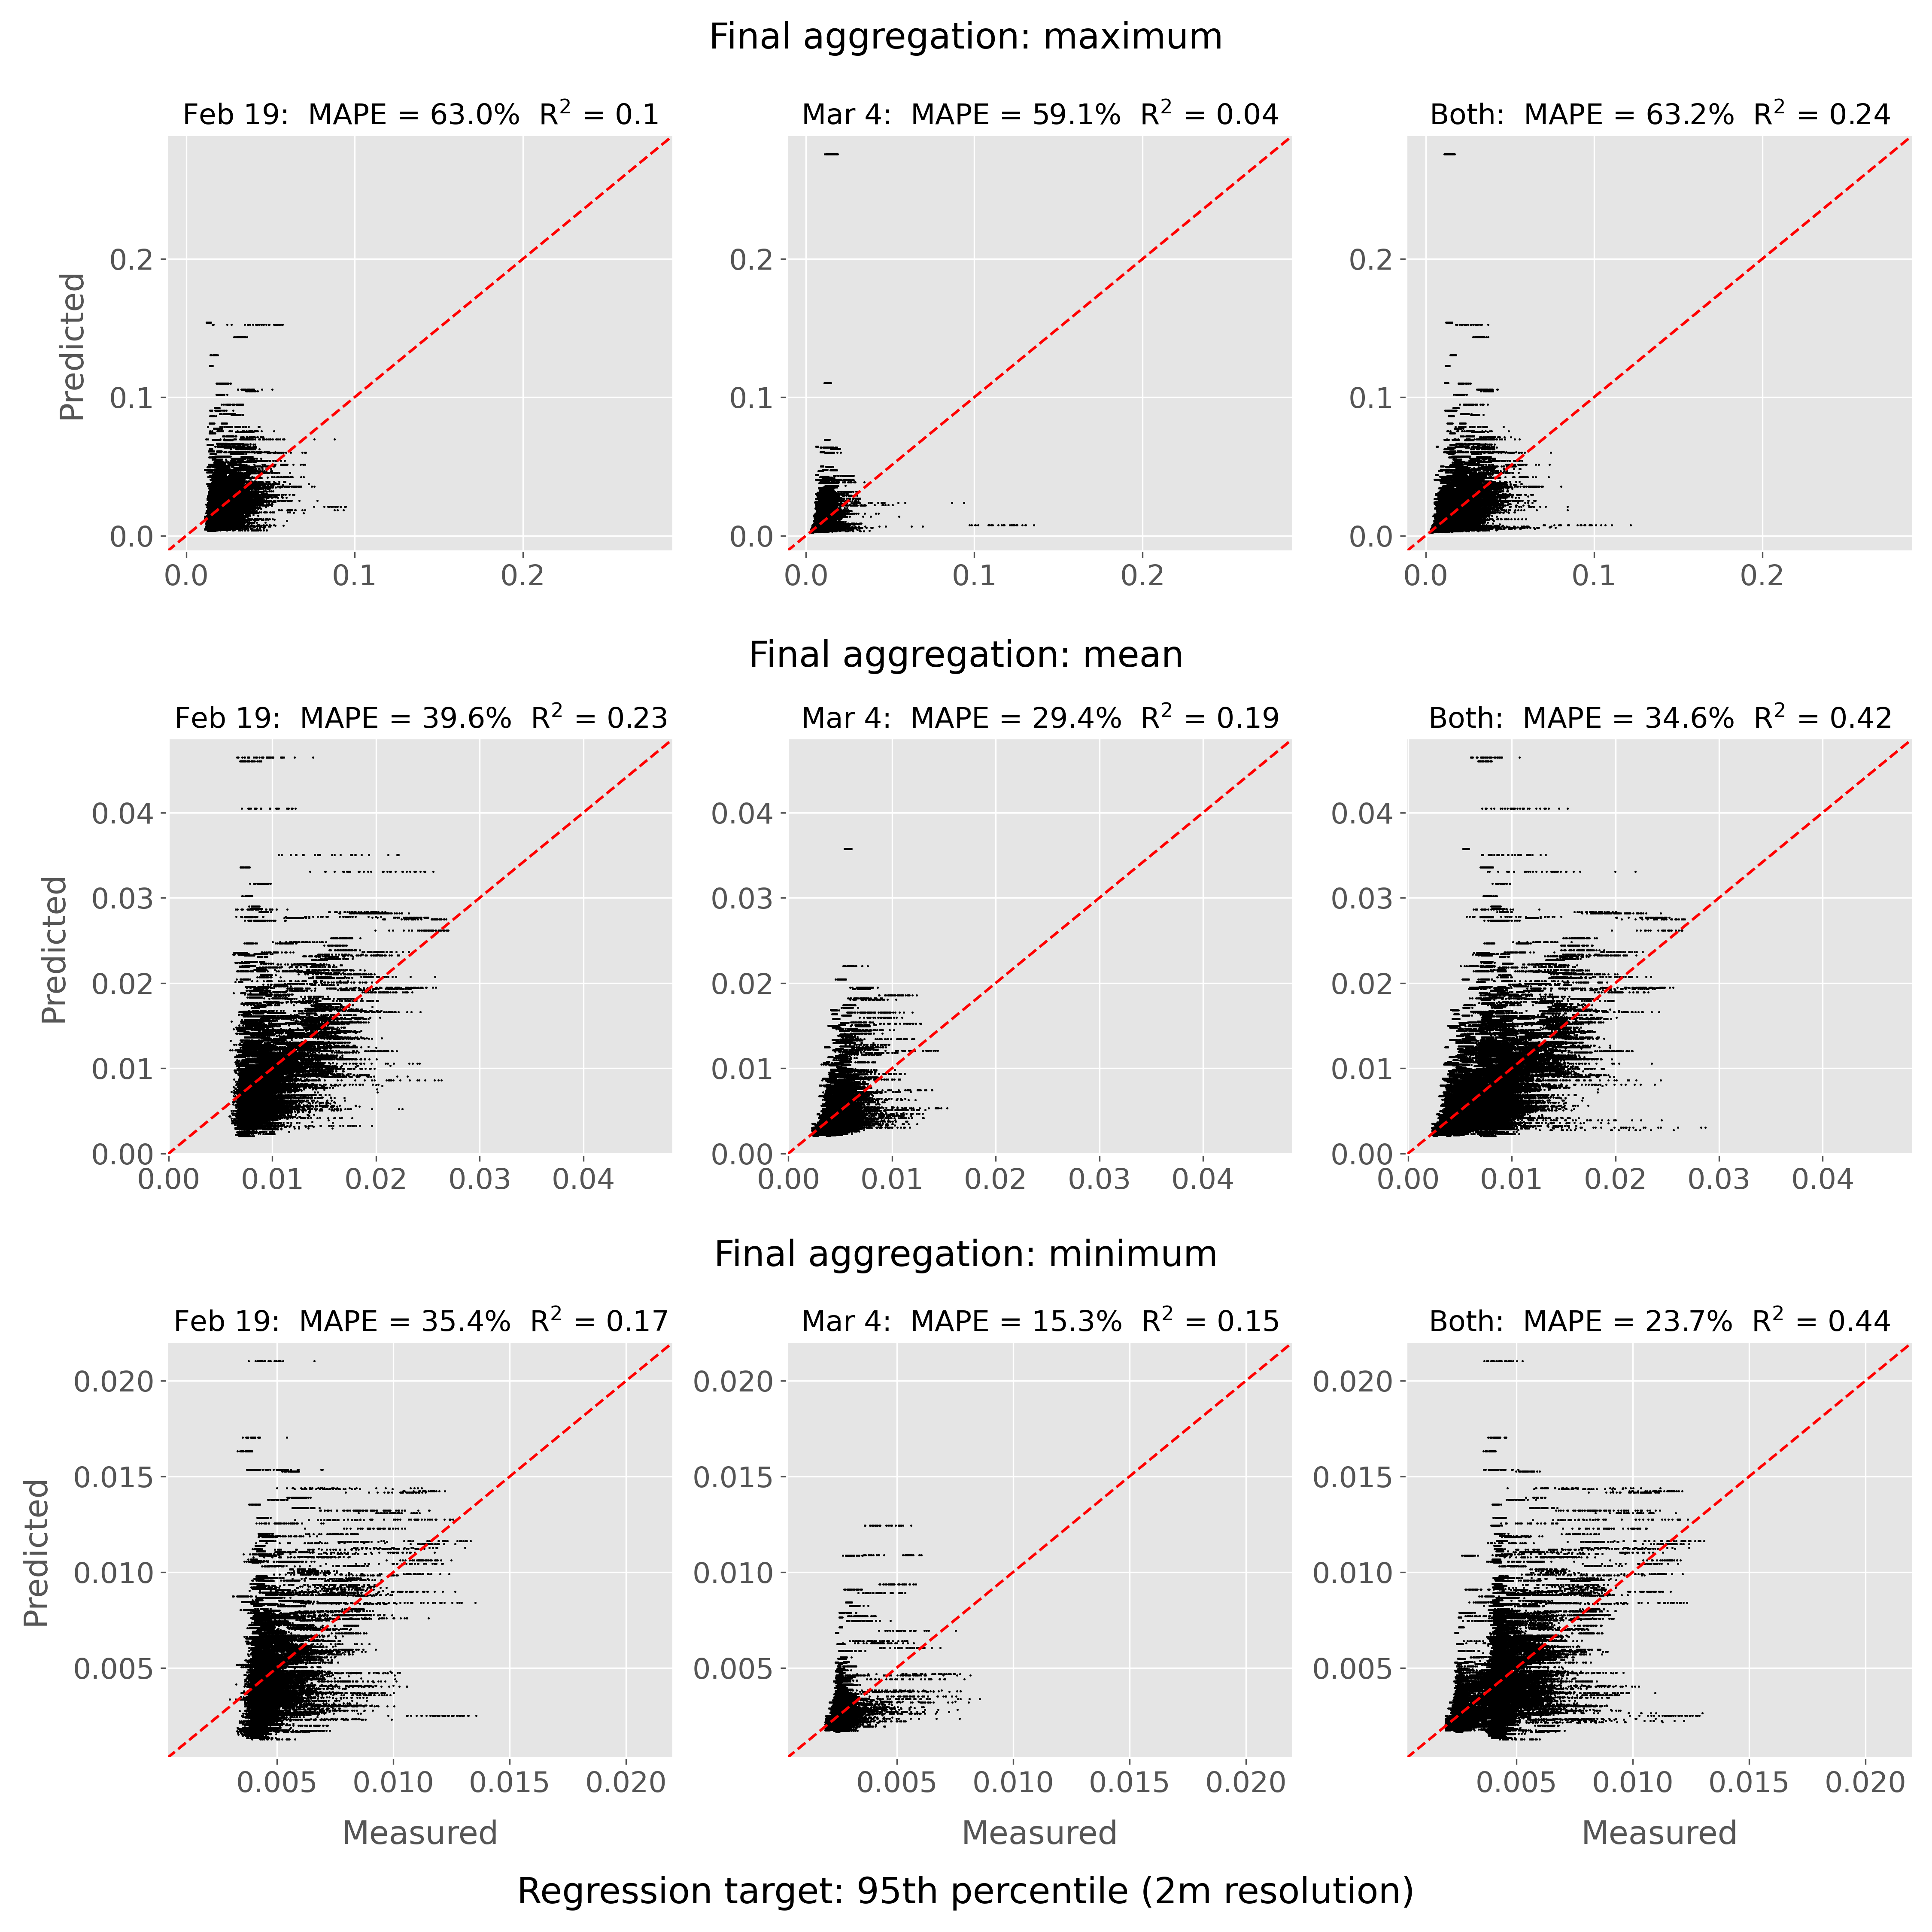 Final aggregation: maximum
Feb 19: MAPE = 63.0% R² = 0.1
Mar 4: MAPE = 59.1% R² = 0.04
Both: MAPE = 63.2% R² = 0.24
Predicted
0.2
0.1
0.0
0.0 0.1 0.2
0.2
0.1
0.0
0.0 0.1 0.2
0.2
0.1
0.0
0.0 0.1 0.2
Final aggregation: mean
Feb 19: MAPE = 39.6% R² = 0.23
Mar 4: MAPE = 29.4% R² = 0.19
Both: MAPE = 34.6% R² = 0.42
Predicted
0.04
0.03
0.02
0.01
0.00
0.00 0.01 0.02 0.03 0.04
0.04
0.03
0.02
0.01
0.00
0.00 0.01 0.02 0.03 0.04
0.04
0.03
0.02
0.01
0.00
0.00 0.01 0.02 0.03 0.04
Final aggregation: minimum
Feb 19: MAPE = 35.4% R² = 0.17
Mar 4: MAPE = 15.3% R² = 0.15
Both: MAPE = 23.7% R² = 0.44
Predicted
0.020
0.015
0.010
0.005
0.005 0.010 0.015 0.020
Measured
0.020
0.015
0.010
0.005
0.005 0.010 0.015 0.020
Measured
0.020
0.015
0.010
0.005
0.005 0.010 0.015 0.020
Measured
Regression target: 95th percentile (2m resolution)